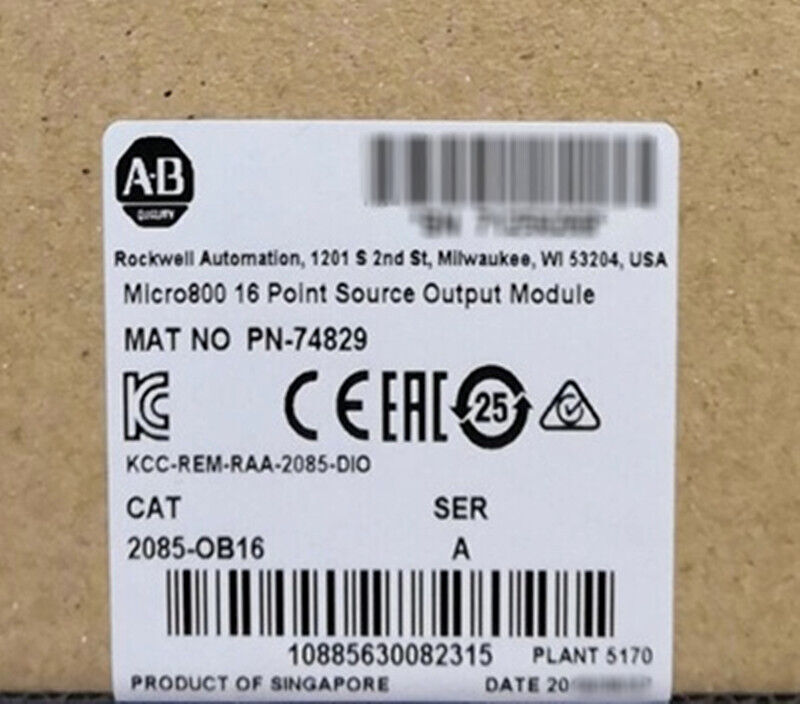 A·B
QUALITY
Rockwell Automation, 1201 S 2nd St, Milwaukee, WI 53204, USA
Micro800 16 Point Source Output Module
MAT NO PN-74829
KC CE EAC 25
KCC-REM-RAA-2085-DIO
CAT SER
2085-OB16 A
10885630082315 PLANT 5170
PRODUCT OF SINGAPORE DATE 20